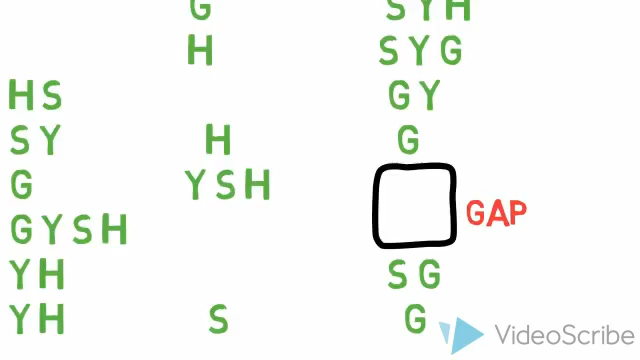 G SYH
H SYG
HS GY
SY H G
G YSH
GAP
GYSH
YH SG
YH S G
VideoScribe